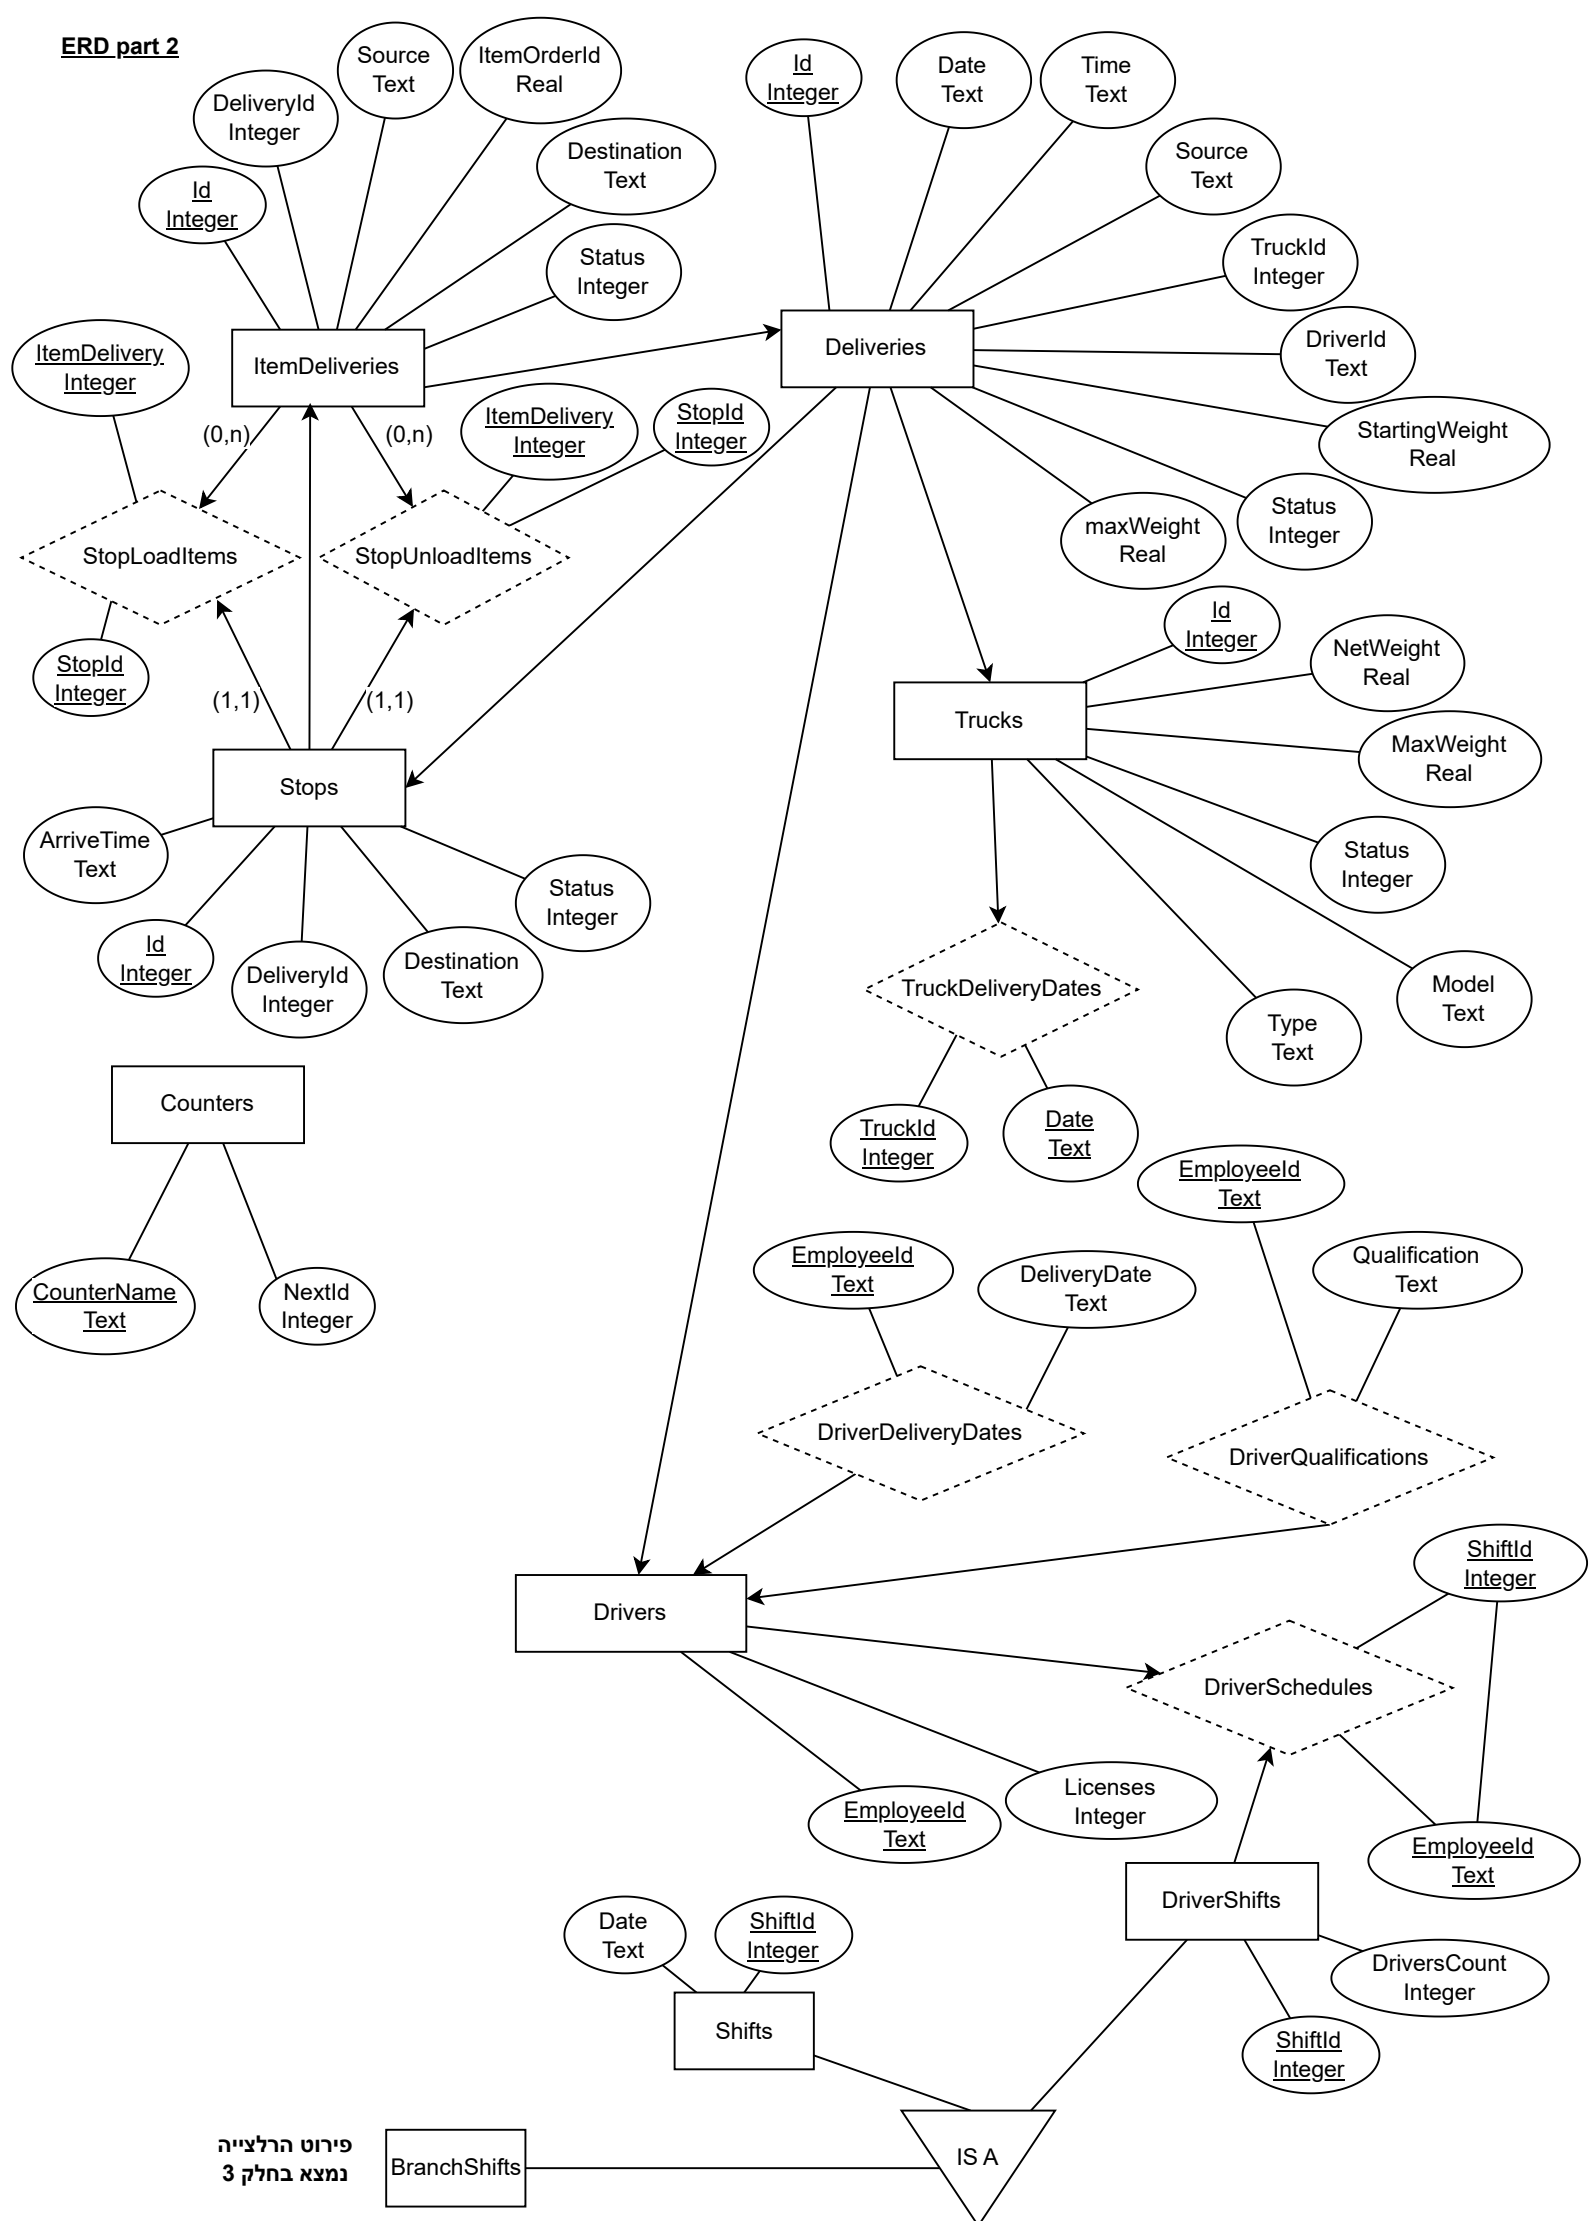 ERD part 2
Source
Text
ItemOrderId
Real
DeliveryId
Integer
Destination
Text
Id
Integer
Status
Integer
ItemDeliveries
Id
Integer
Date
Text
Time
Text
Source
Text
TruckId
Integer
DriverId
Text
Deliveries
StartingWeight
Real
Status
Integer
maxWeight
Real
ItemDelivery
Integer
(0,n)
(0,n)
ItemDelivery
Integer
StopId
Integer
StopLoadItems
StopUnloadItems
StopId
Integer
(1,1)
(1,1)
Stops
ArriveTime
Text
Id
Integer
DeliveryId
Integer
Destination
Text
Status
Integer
Id
Integer
NetWeight
Real
Trucks
MaxWeight
Real
Status
Integer
Model
Text
Type
Text
TruckDeliveryDates
TruckId
Integer
Date
Text
Counters
CounterName
Text
NextId
Integer
EmployeeId
Text
Qualification
Text
EmployeeId
Text
DeliveryDate
Text
DriverDeliveryDates
DriverQualifications
Drivers
ShiftId
Integer
DriverSchedules
EmployeeId
Text
Licenses
Integer
EmployeeId
Text
DriverShifts
DriversCount
Integer
ShiftId
Integer
Date
Text
ShiftId
Integer
Shifts
IS A
BranchShifts
פירוט הרלצייה
נמצא בחלק 3